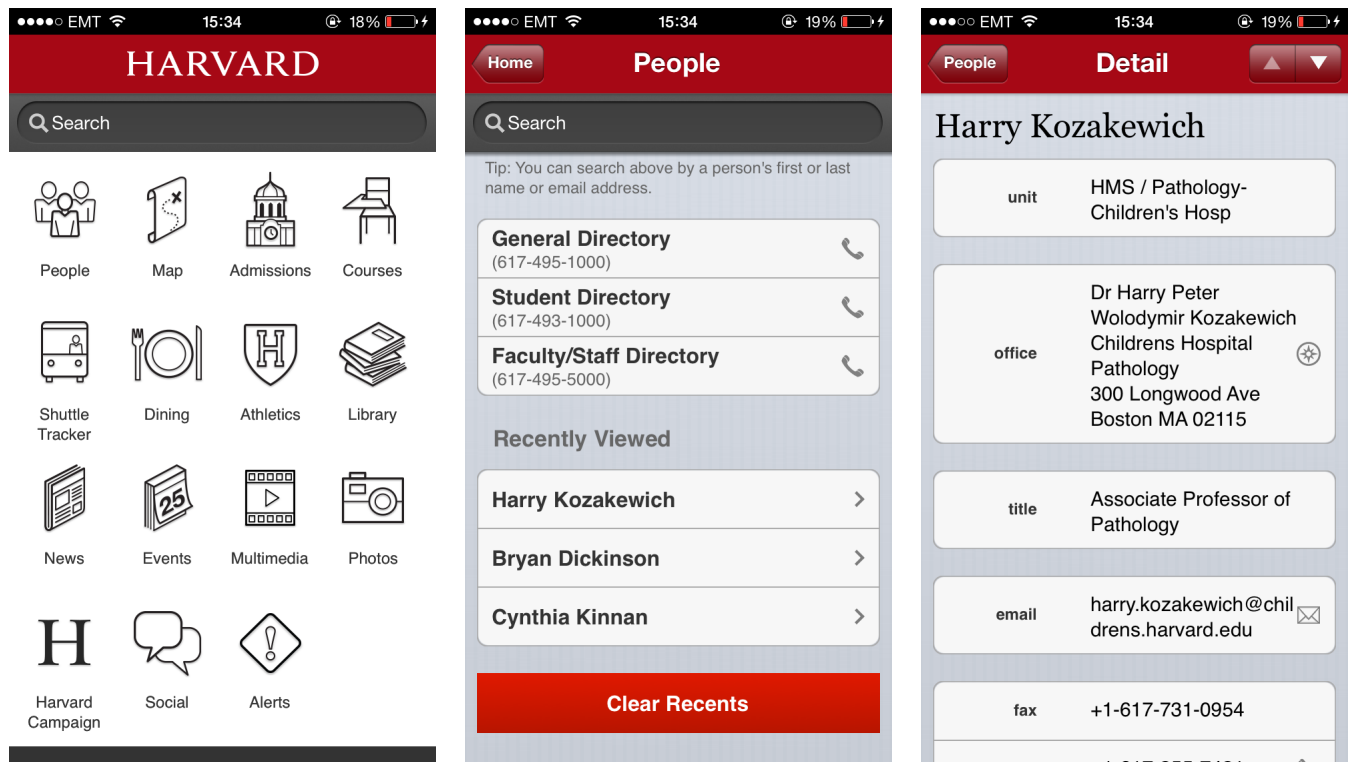 EMT 15:34 18%
HARVARD
Search
People Map Admissions Courses
Shuttle Tracker Dining Athletics Library
25
News Events Multimedia Photos
H
Harvard Campaign Social Alerts
EMT 15:34 19%
Home People
Search
Tip: You can search above by a person's first or last
name or email address.
General Directory
(617-495-1000)
Student Directory
(617-493-1000)
Faculty/Staff Directory
(617-495-5000)
Recently Viewed
Harry Kozakewich
Bryan Dickinson
Cynthia Kinnan
Clear Recents
EMT 15:34 19%
People Detail
Harry Kozakewich
unit HMS / Pathology-
Children's Hosp
office Dr Harry Peter
Wolodymir Kozakewich
Childrens Hospital
Pathology
300 Longwood Ave
Boston MA 02115
title Associate Professor of
Pathology
email harry.kozakewich@chil
drens.harvard.edu
fax +1-617-731-0954